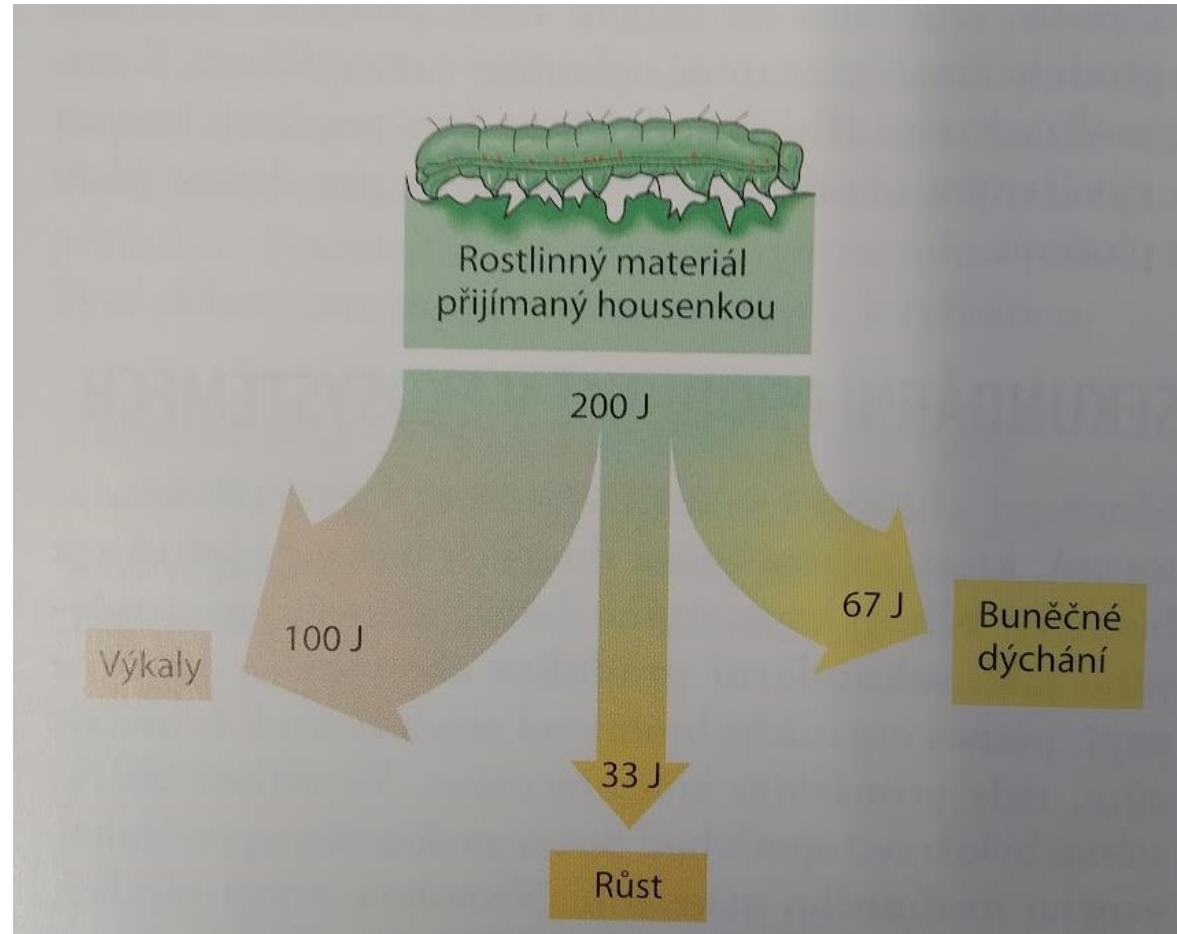 Rostlinný materiál
přijímaný housenkou
200 J
100 J
67 J
Výkaly
Buněčné
dýchání
33 J
Růst